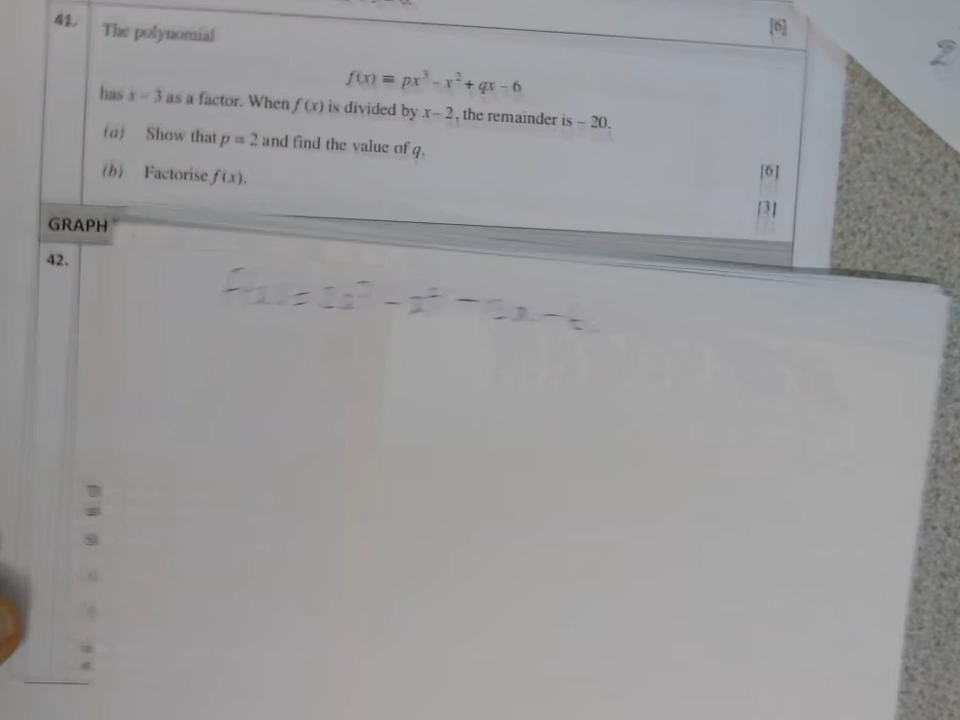 [6]
41.
The polynomial
f(x) ≡ px³ – x² + qx – 6
has x – 3 as a factor. When f (x) is divided by x – 2, the remainder is – 20.
(a) Show that p = 2 and find the value of q.
[6]
(b) Factorise f (x).
[3]
GRAPH
42.
2